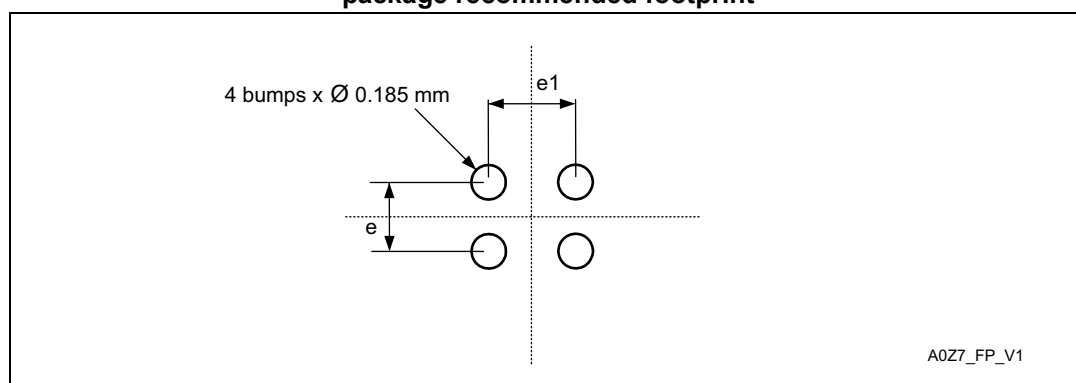 package recommended footprint
4 bumps x Ø 0.185 mm
e1
e
A0Z7_FP_V1